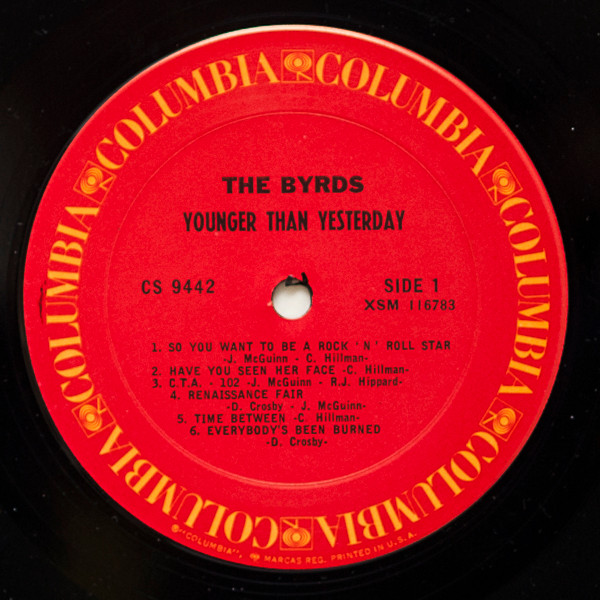 COLUMBIA COLUMBIA COLUMBIA COLUMBIA COLUMBIA COLUMBIA COLUMBIA COLUMBIA
THE BYRDS
YOUNGER THAN YESTERDAY
CS 9442
SIDE 1
XSM 116783
1. SO YOU WANT TO BE A ROCK 'N' ROLL STAR
-J. McGuinn - C. Hillman-
2. HAVE YOU SEEN HER FACE -C. Hillman-
3. C.T.A. - 102 -J. McGuinn - R.J. Hippard-
4. RENAISSANCE FAIR
-D. Crosby - J. McGuinn-
5. TIME BETWEEN -C. Hillman-
6. EVERYBODY'S BEEN BURNED
-D. Crosby-
®"COLUMBIA", MARCAS REG. PRINTED IN U.S.A.